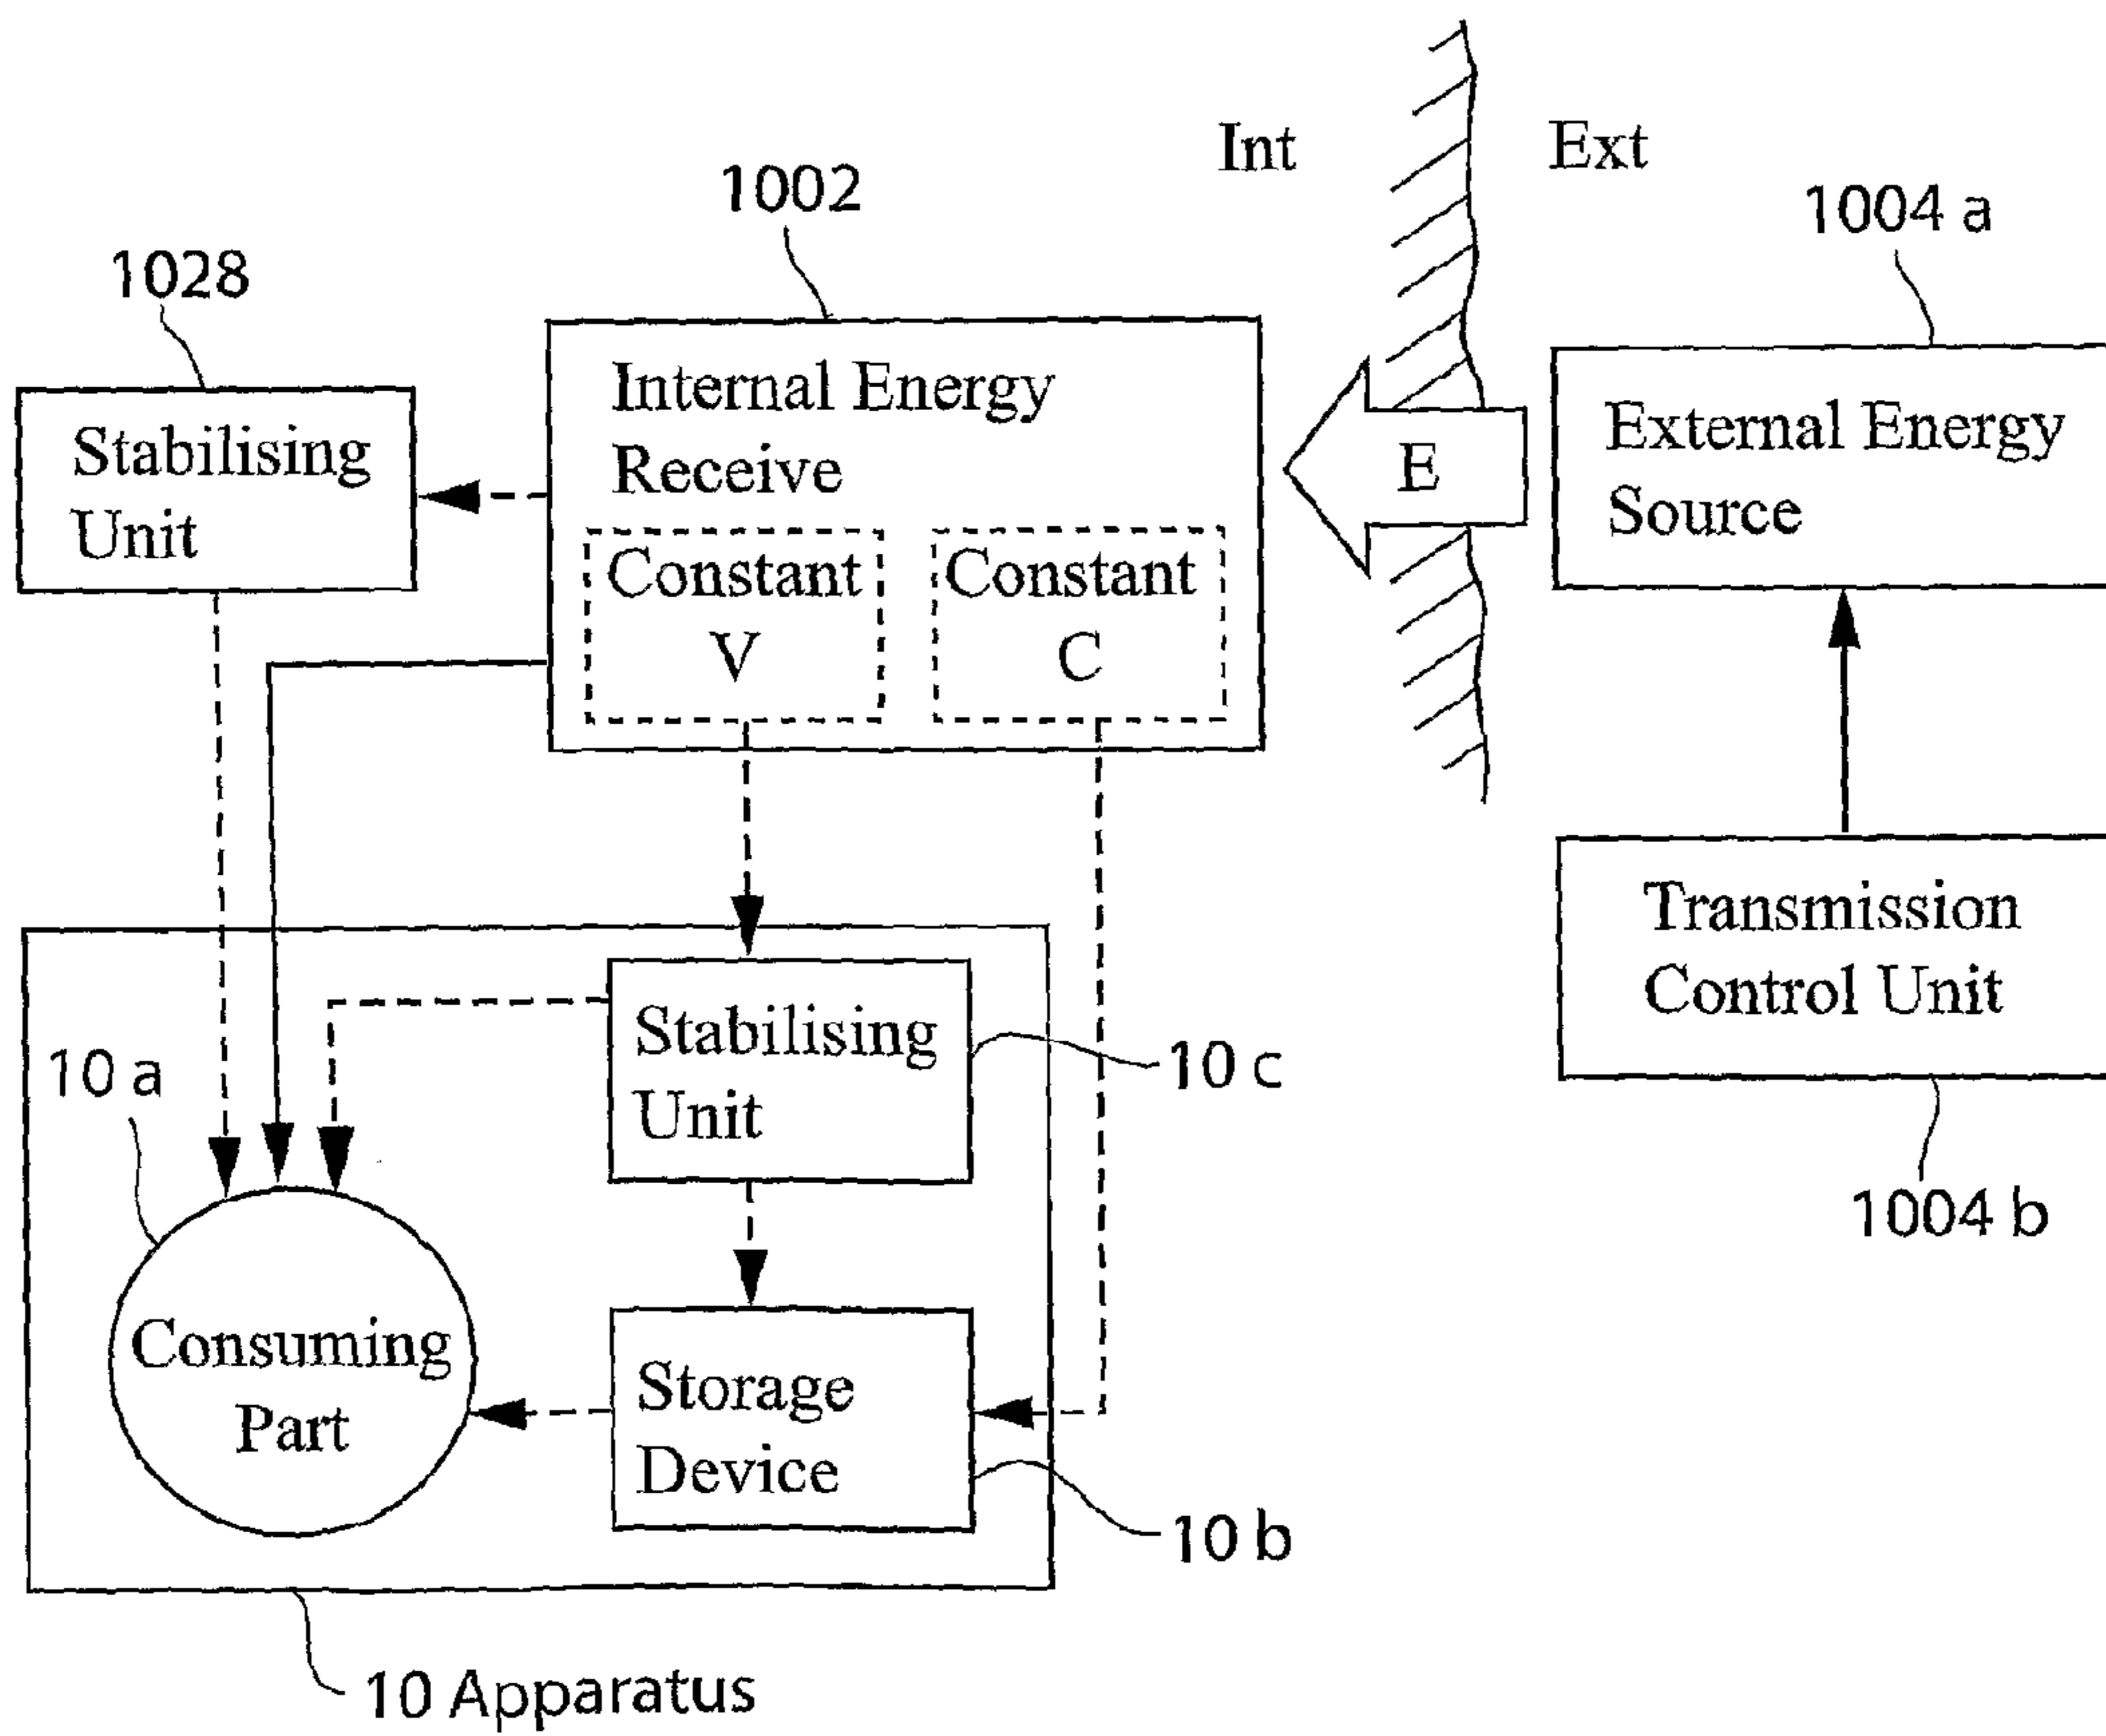 Int
Ext
1002
1004 a
1028
Internal Energy
Receive
External Energy
Source
Stabilising
Unit
E
Constant
V
Constant
C
Transmission
Control Unit
Stabilising
Unit
10 a
10 c
1004 b
Consuming
Part
Storage
Device
10 b
10 Apparatus